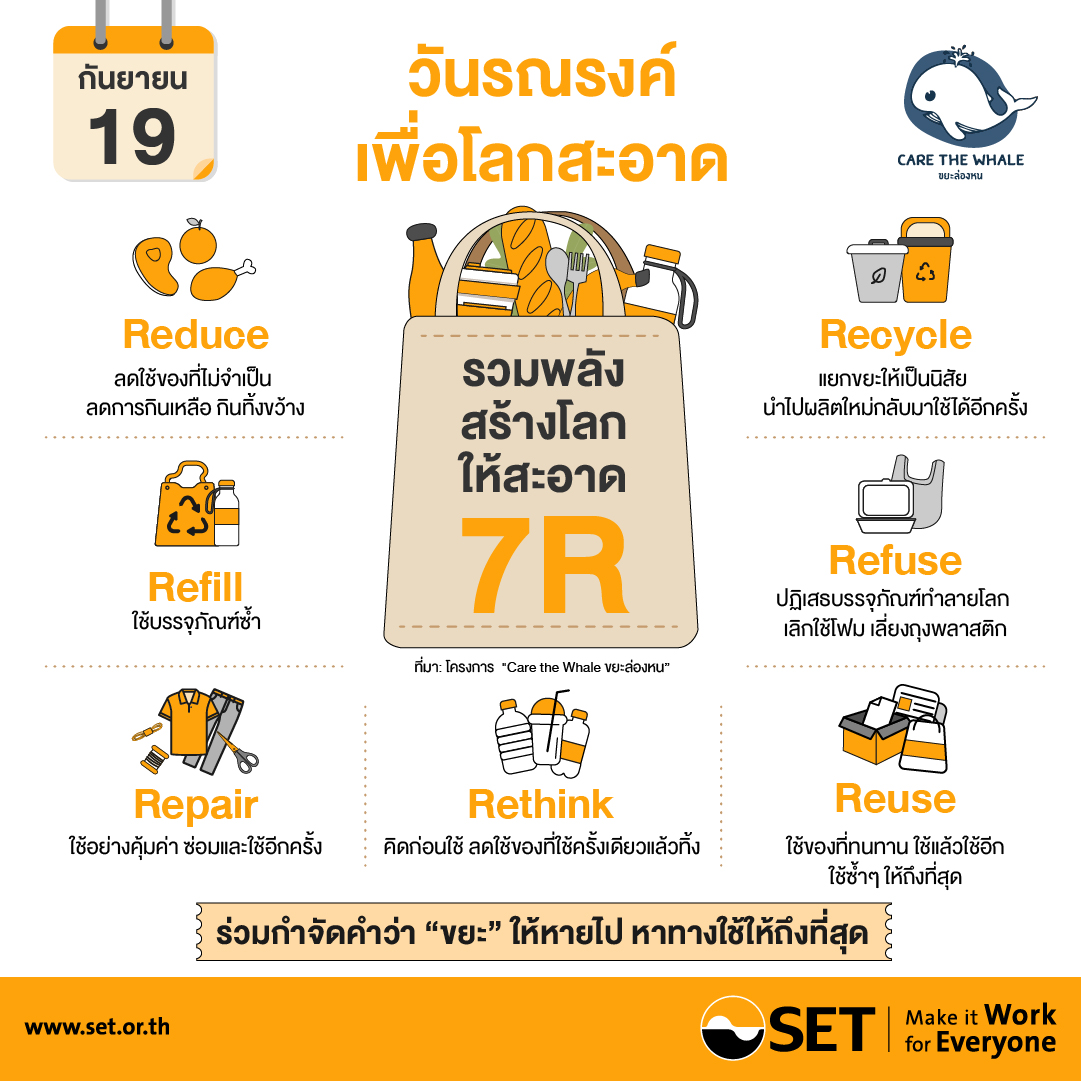 กันยายน
19
วันรณรงค์
เพื่อโลกสะอาด
CARE THE WHALE
ขยะล่องหน
Reduce
ลดใช้ของที่ไม่จำเป็น
ลดการกินเหลือ กินทิ้งขว้าง
Recycle
แยกขยะให้เป็นนิสัย
นำไปผลิตใหม่กลับมาใช้ได้อีกครั้ง
รวมพลัง
สร้างโลก
ให้สะอาด
7R
ที่มา: โครงการ "Care the Whale ขยะล่องหน”
Refill
ใช้บรรจุภัณฑ์ซ้ำ
Refuse
ปฏิเสธบรรจุภัณฑ์ทำลายโลก
เลิกใช้โฟม เลี่ยงถุงพลาสติก
Repair
ใช้อย่างคุ้มค่า ซ่อมและใช้อีกครั้ง
Rethink
คิดก่อนใช้ ลดใช้ของที่ใช้ครั้งเดียวแล้วทิ้ง
Reuse
ใช้ของที่ทนทาน ใช้แล้วใช้อีก
ใช้ซ้ำๆ ให้ถึงที่สุด
ร่วมกำจัดคำว่า “ขยะ” ให้หายไป หาทางใช้ให้ถึงที่สุด
www.set.or.th
SET
Make it Work
for Everyone